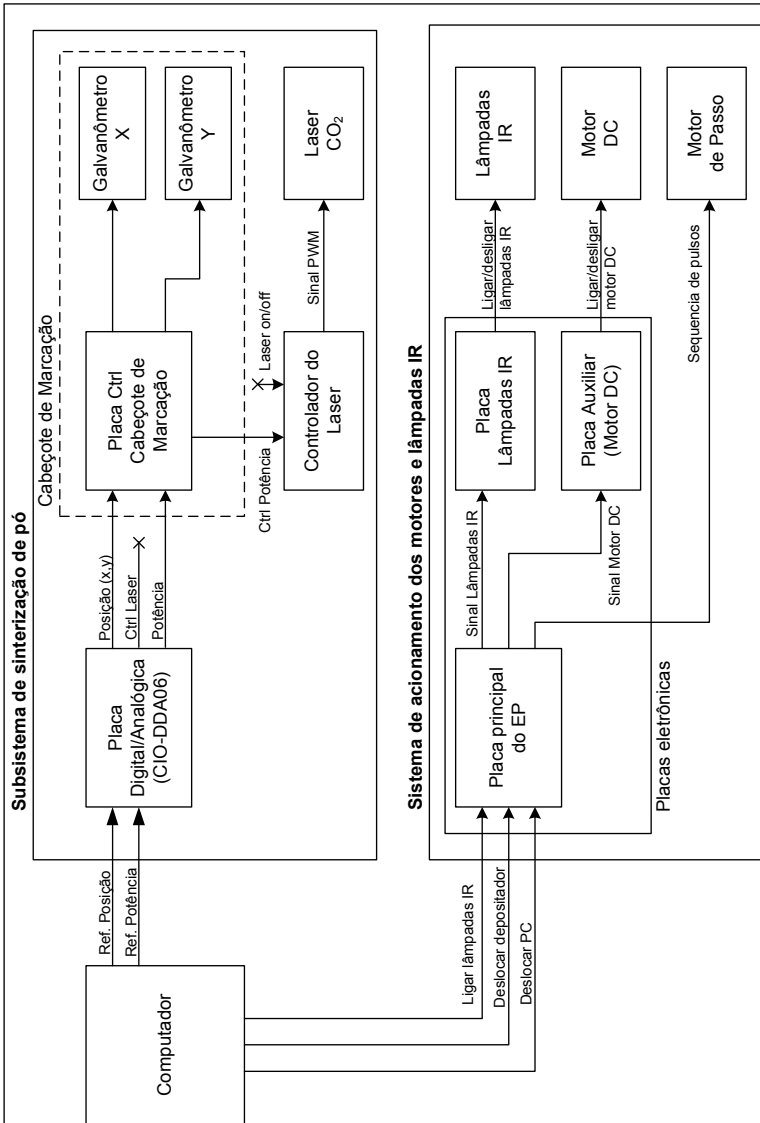 Computador
Ref. Posição
Ref. Potência
Subsistema de sinterização de pó
Placa
Digital/Analógica
(CIO-DDA06)
Posição (x,y)
Ctrl Laser
Potência
Cabeçote de Marcação
Placa Ctrl
Cabeçote de
Marcação
Galvanômetro
X
Galvanômetro
Y
Ctrl Potência
Laser on/off
Controlador do
Laser
Sinal PWM
Laser
CO₂
Ligar lâmpadas IR
Deslocar depositador
Deslocar PC
Sistema de acionamento dos motores e lâmpadas IR
Placa principal
do EP
Sinal Lâmpadas IR
Sinal Motor DC
Placa
Lâmpadas IR
Placa Auxiliar
(Motor DC)
Placas eletrônicas
Ligar/desligar
lâmpadas IR
Ligar/desligar
motor DC
Sequencia de pulsos
Lâmpadas
IR
Motor
DC
Motor
de Passo